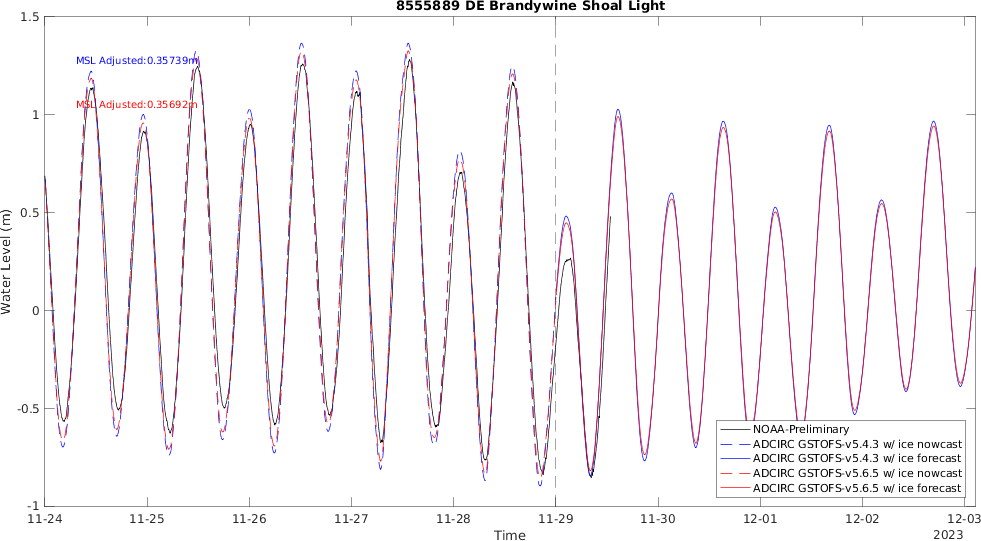 8555889 DE Brandywine Shoal Light
MSL Adjusted:0.35739m
MSL Adjusted:0.35692m
Water Level (m)
1.5
1
0.5
0
-0.5
-1
NOAA-Preliminary
ADCIRC GSTOFS-v5.4.3 w/ ice nowcast
ADCIRC GSTOFS-v5.4.3 w/ ice forecast
ADCIRC GSTOFS-v5.6.5 w/ ice nowcast
ADCIRC GSTOFS-v5.6.5 w/ ice forecast
11-24 11-25 11-26 11-27 11-28 11-29 11-30 12-01 12-02 12-03
Time
2023